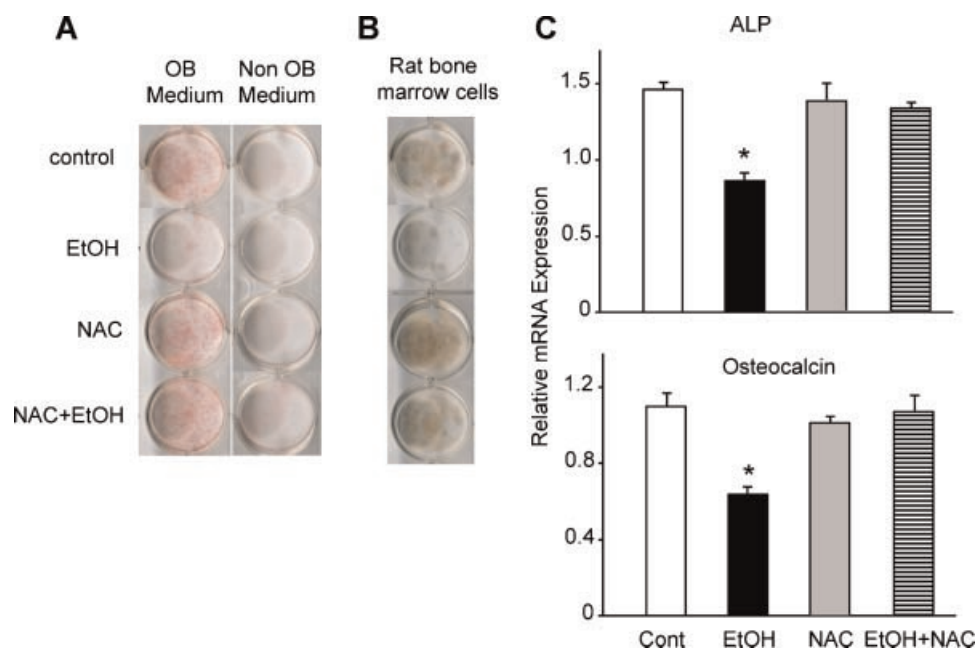 A
OB
Medium
Non OB
Medium
control
EtOH
NAC
NAC+EtOH
B
Rat bone
marrow cells
C
Relative mRNA Expression
ALP
1.5
1.0
0.5
0
*
Osteocalcin
1.2
0.8
0.4
0
*
Cont EtOH NAC EtOH+NAC